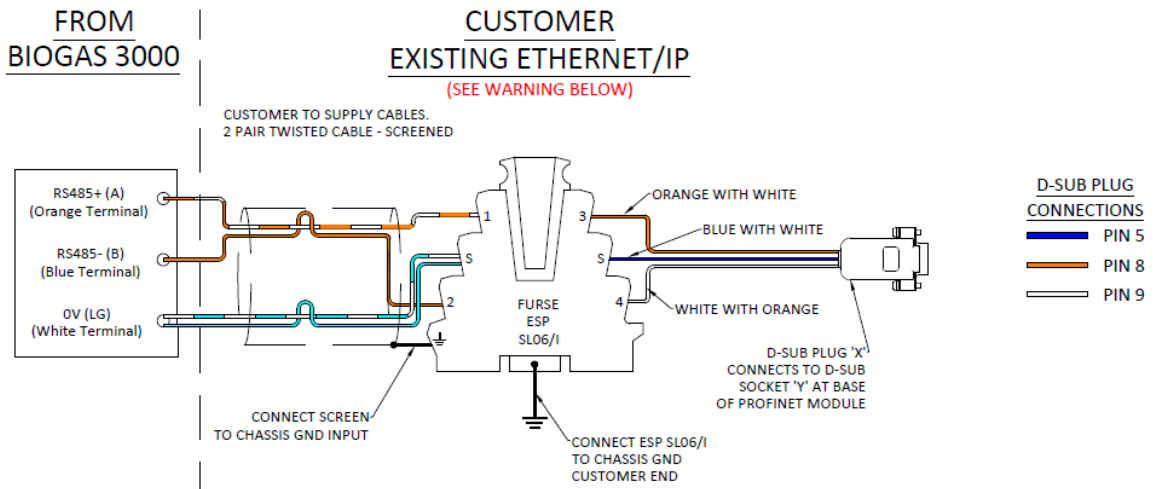 FROM
BIOGAS 3000
CUSTOMER
EXISTING ETHERNET/IP
(SEE WARNING BELOW)
CUSTOMER TO SUPPLY CABLES.
2 PAIR TWISTED CABLE - SCREENED
RS485+ (A)
(Orange Terminal)
RS485- (B)
(Blue Terminal)
0V (LG)
(White Terminal)
1
S
2
3
S
4
FURSE
ESP
SL06/I
ORANGE WITH WHITE
BLUE WITH WHITE
WHITE WITH ORANGE
CONNECT SCREEN
TO CHASSIS GND INPUT
CONNECT ESP SL06/I
TO CHASSIS GND
CUSTOMER END
D-SUB PLUG 'X'
CONNECTS TO D-SUB
SOCKET 'Y' AT BASE
OF PROFINET MODULE
D-SUB PLUG
CONNECTIONS
PIN 5
PIN 8
PIN 9